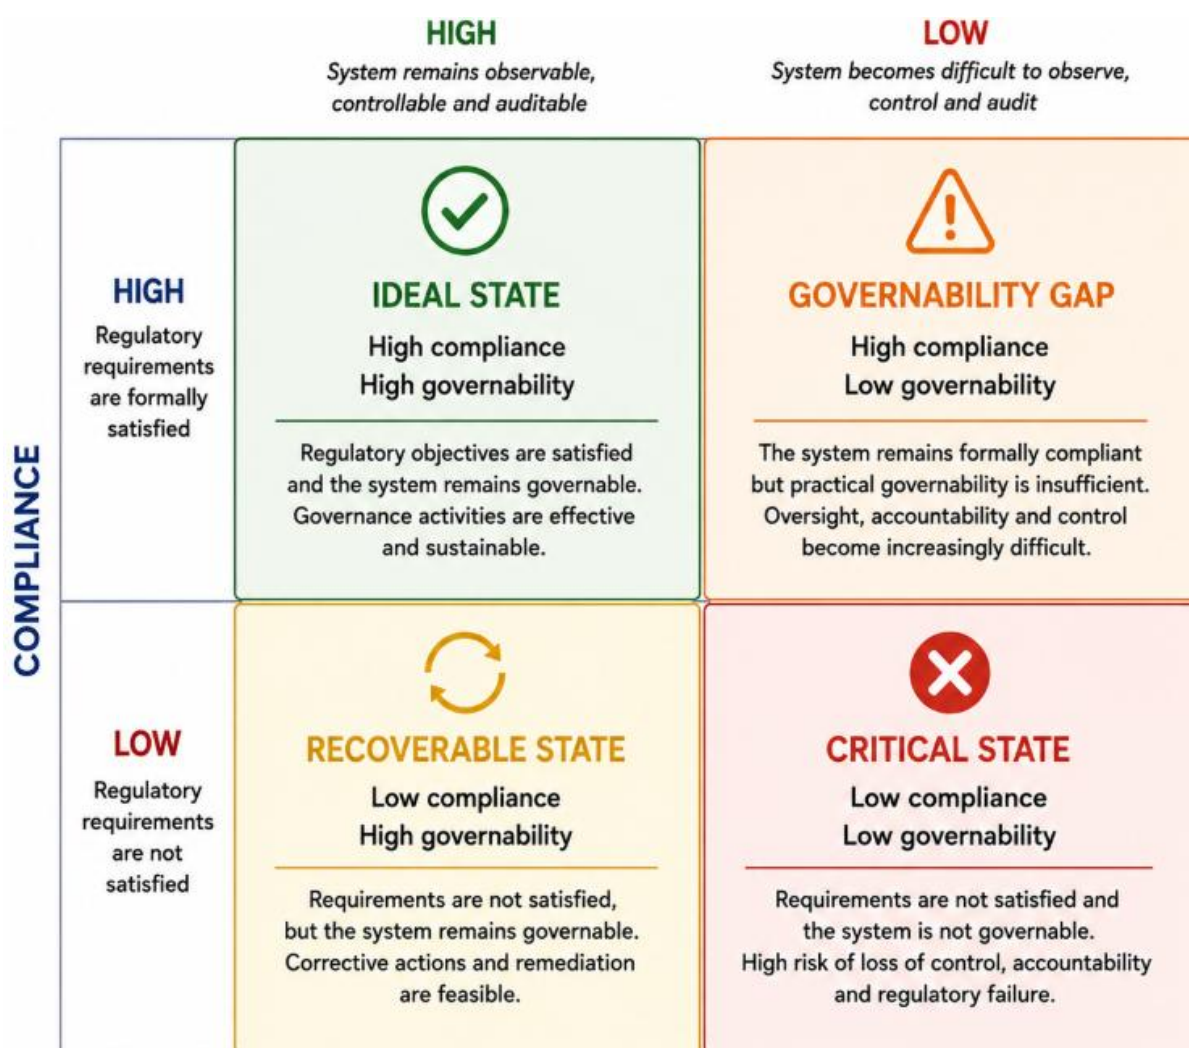 HIGH
System remains observable,
controllable and auditable
LOW
System becomes difficult to observe,
control and audit
COMPLIANCE
HIGH
Regulatory
requirements
are formally
satisfied
IDEAL STATE
High compliance
High governability
Regulatory objectives are satisfied
and the system remains governable.
Governance activities are effective
and sustainable.
GOVERNABILITY GAP
High compliance
Low governability
The system remains formally compliant
but practical governability is insufficient.
Oversight, accountability and control
become increasingly difficult.
LOW
Regulatory
requirements
are not
satisfied
RECOVERABLE STATE
Low compliance
High governability
Requirements are not satisfied,
but the system remains governable.
Corrective actions and remediation
are feasible.
CRITICAL STATE
Low compliance
Low governability
Requirements are not satisfied and
the system is not governable.
High risk of loss of control, accountability
and regulatory failure.